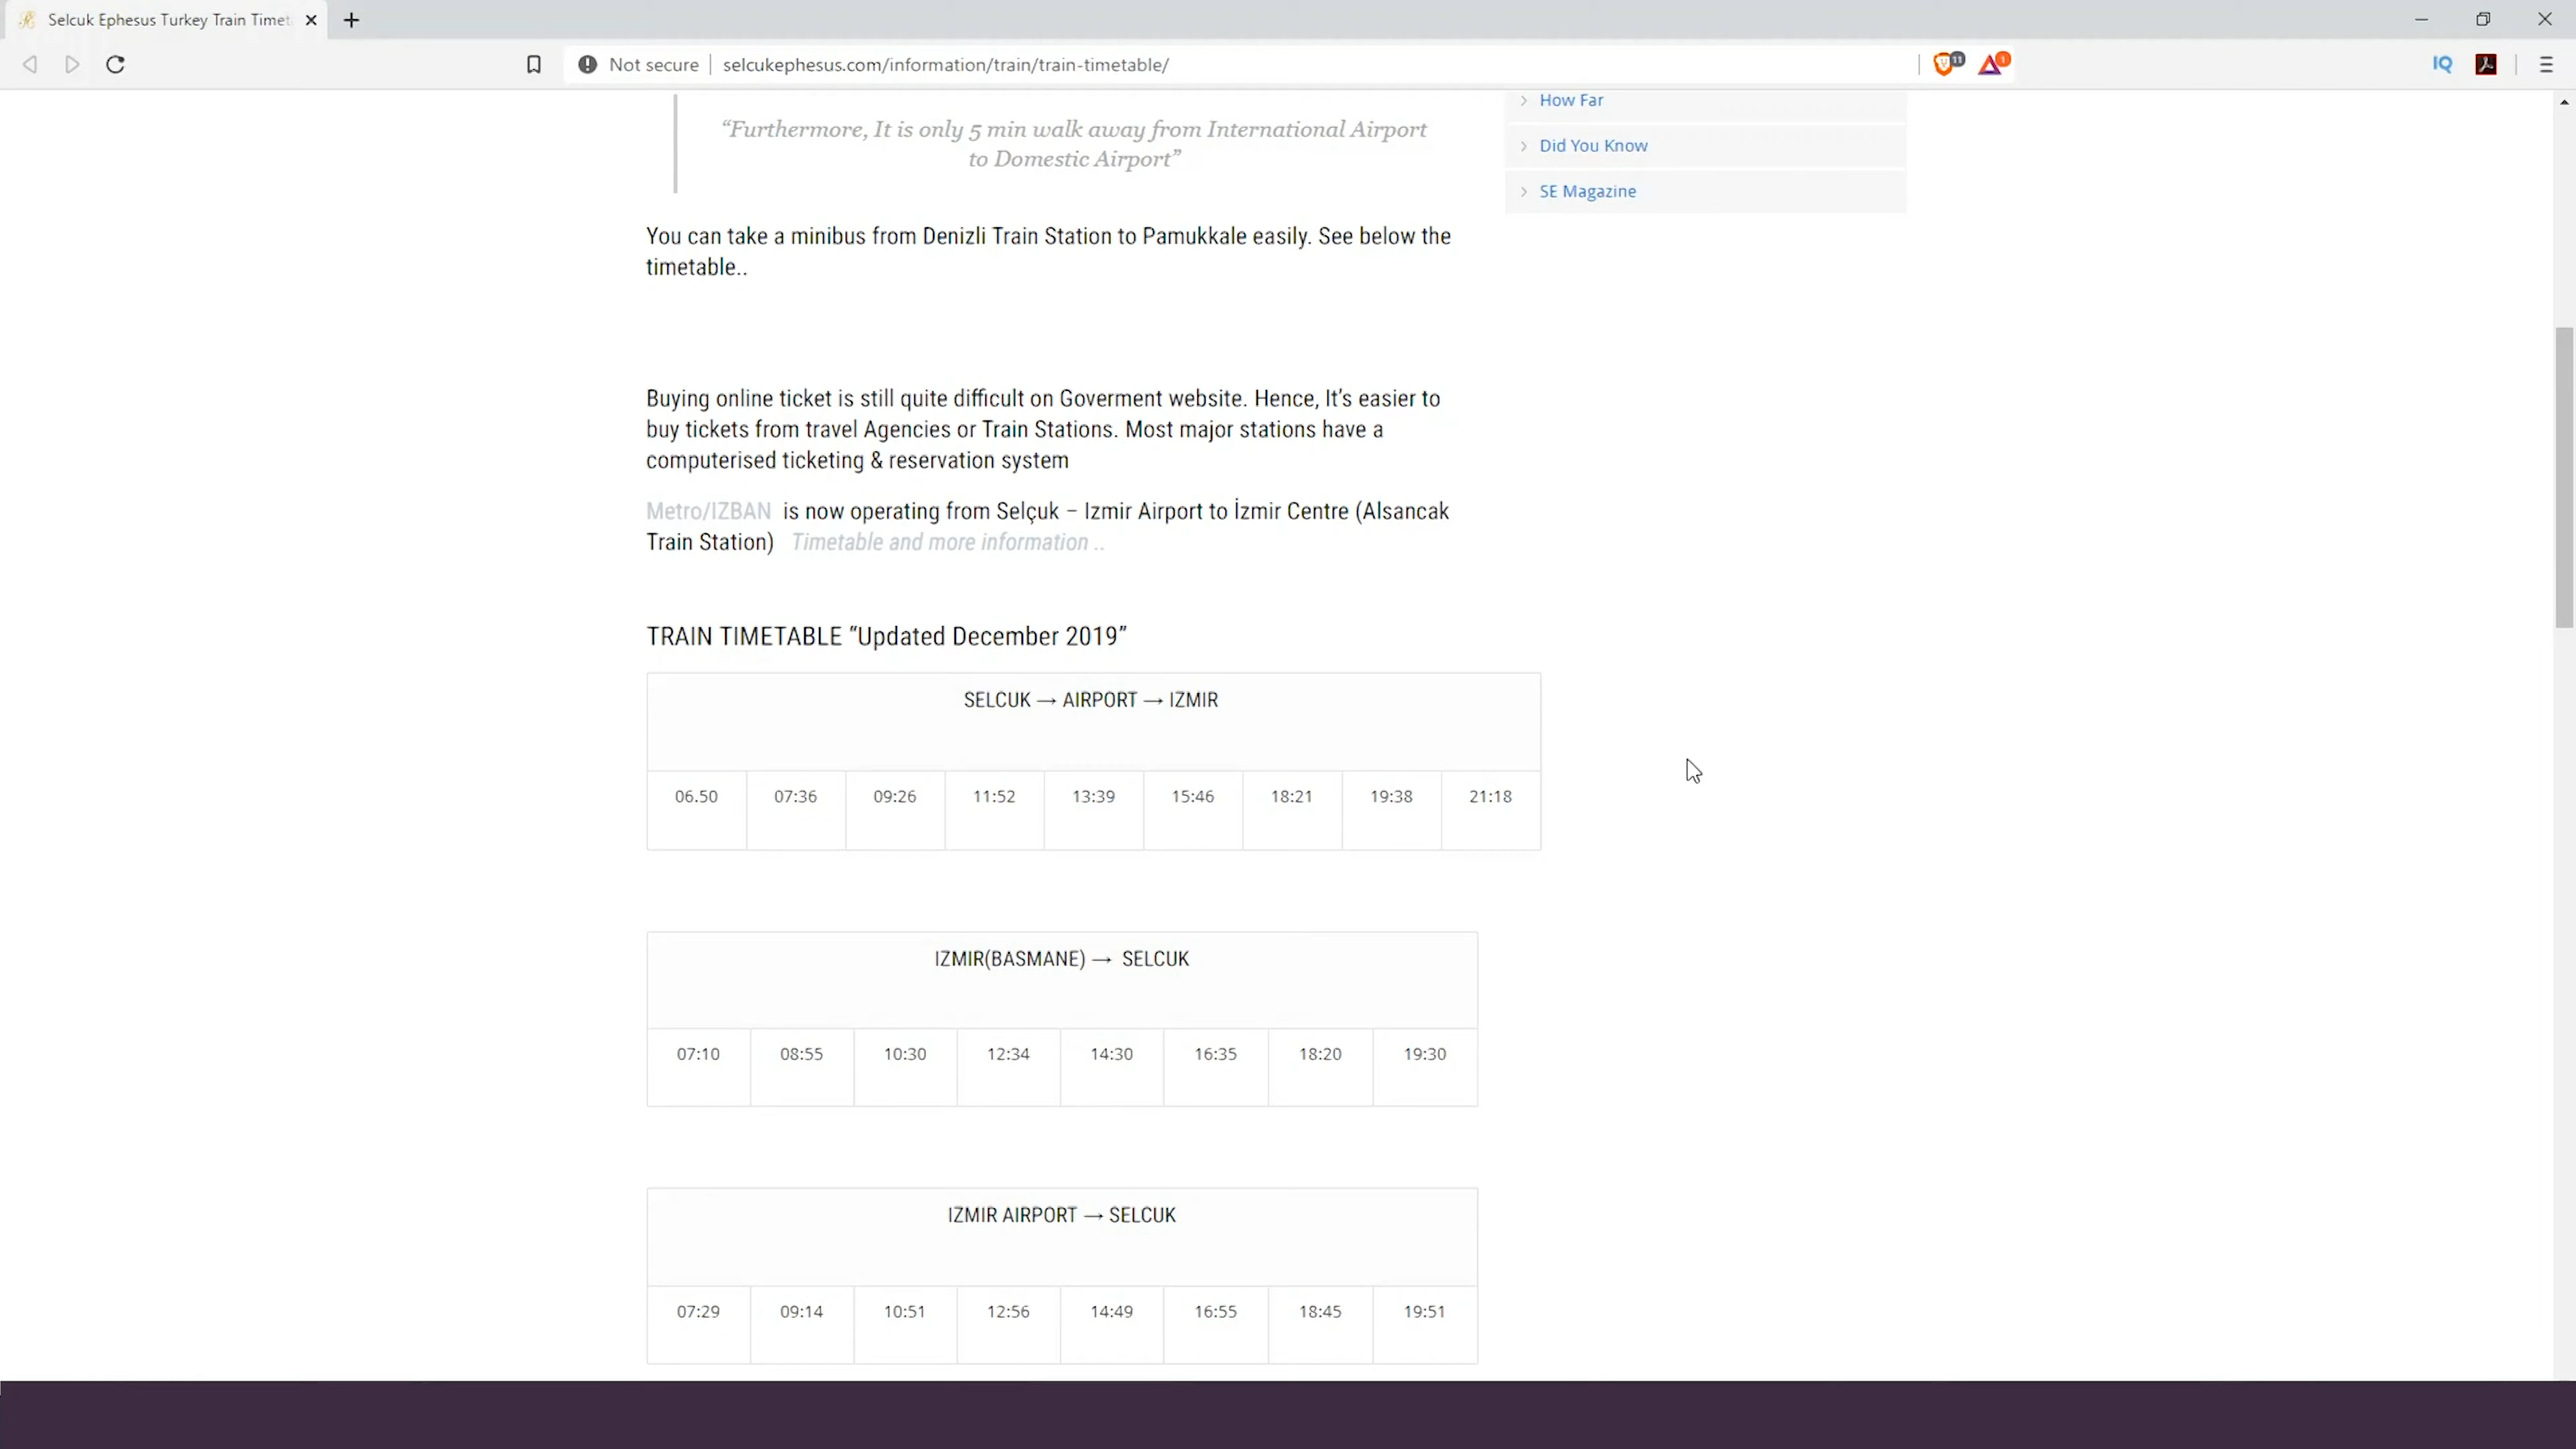 Selcuk Ephesus Turkey Train Timet
Not secure
selcukephesus.com/information/train/train-timetable/
11
1
IQ
“Furthermore, It is only 5 min walk away from International Airport
to Domestic Airport”
How Far
Did You Know
SE Magazine
You can take a minibus from Denizli Train Station to Pamukkale easily. See below the
timetable..
Buying online ticket is still quite difficult on Goverment website. Hence, It’s easier to
buy tickets from travel Agencies or Train Stations. Most major stations have a
computerised ticketing & reservation system
Metro/IZBAN is now operating from Selçuk – Izmir Airport to İzmir Centre (Alsancak
Train Station) Timetable and more information ..
TRAIN TIMETABLE “Updated December 2019”
SELCUK → AIRPORT → IZMIR
06.50 07:36 09:26 11:52 13:39 15:46 18:21 19:38 21:18
IZMIR(BASMANE) → SELCUK
07:10 08:55 10:30 12:34 14:30 16:35 18:20 19:30
IZMIR AIRPORT → SELCUK
07:29 09:14 10:51 12:56 14:49 16:55 18:45 19:51